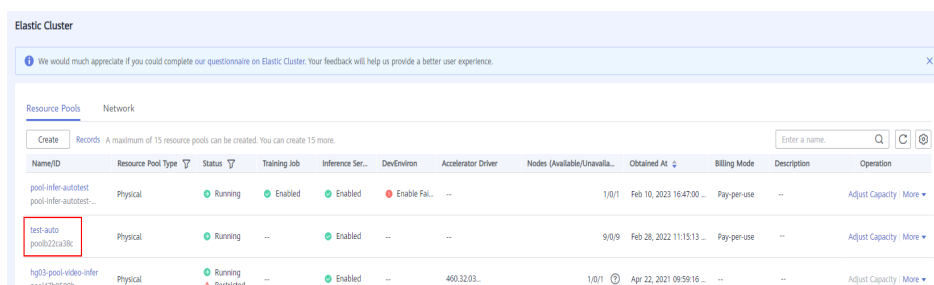 Elastic Cluster
We would much appreciate if you could complete our questionnaire on Elastic Cluster. Your feedback will help us provide a better user experience.
Resource Pools Network
Create Records A maximum of 15 resource pools can be created. You can create 15 more. Enter a name.
Name/ID Resource Pool Type Status Training Job Inference Ser... DevEnviron Accelerator Driver Nodes (Available/Unavaila... Obtained At Billing Mode Description Operation
pool-infer-autotest
pool-infer-autotest-... Physical Running Enabled Enabled Enable Fai... -- 1/0/1 Feb 10, 2023 16:47:00 ... Pay-per-use -- Adjust Capacity More
test-auto
poolb22ca38c Physical Running -- Enabled -- -- 9/0/9 Feb 28, 2022 11:15:13 ... Pay-per-use -- Adjust Capacity More
hg03-pool-video-infer Physical Running -- Enabled -- 460.32.03... 1/0/1 Apr 22, 2021 09:59:16 ... -- -- Adjust Capacity More
Restricted